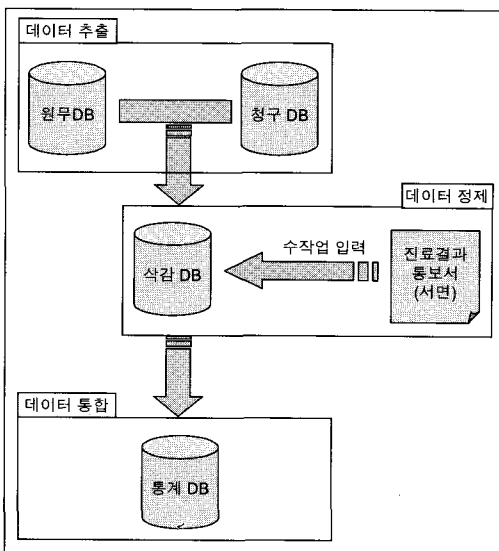 데이터 추출
원무DB
청구 DB
데이터 정제
수작업 입력
삭감 DB
진료결과
통보서
(서면)
데이터 통합
통계 DB